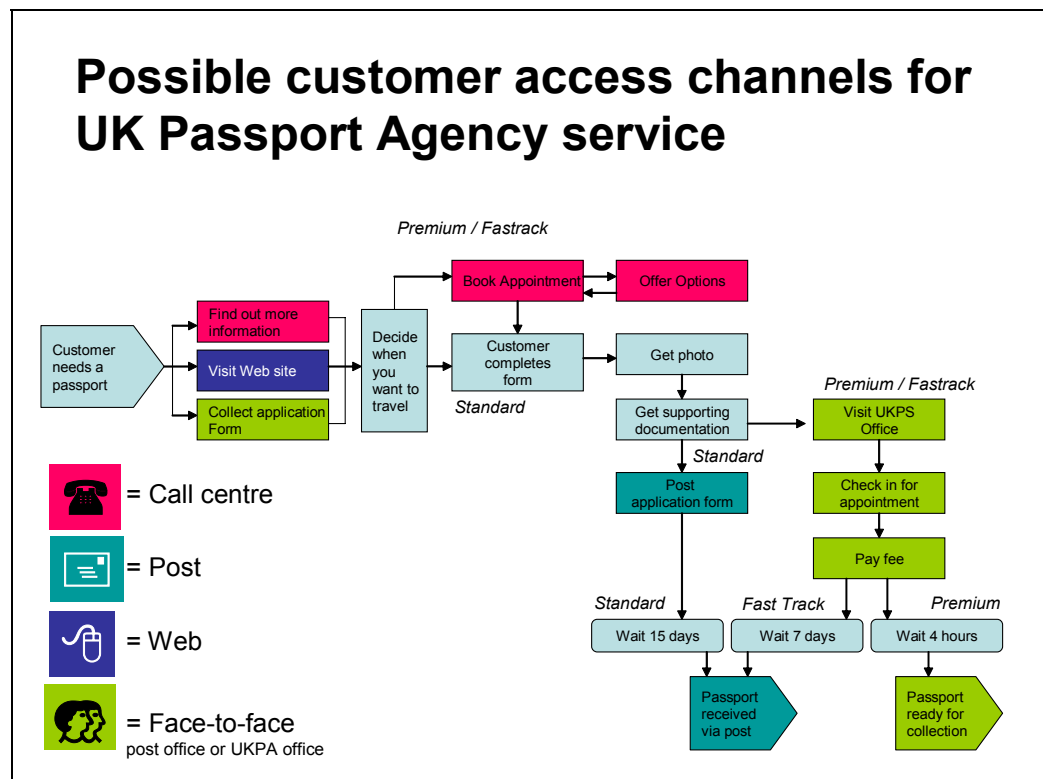 Possible customer access channels for
UK Passport Agency service
Premium / Fastrack
Book Appointment
Offer Options
Find out more
information
Customer
needs a
passport
Visit Web site
Decide
when
you
want to
travel
Customer
completes
form
Get photo
Collect application
Form
Standard
Premium / Fastrack
Get supporting
documentation
Visit UKPS
Office
Standard
Post
application form
Check in for
appointment
Pay fee
Standard
Fast Track
Premium
Wait 15 days
Wait 7 days
Wait 4 hours
Passport
received
via post
Passport
ready for
collection
= Call centre
= Post
= Web
= Face-to-face
post office or UKPA office